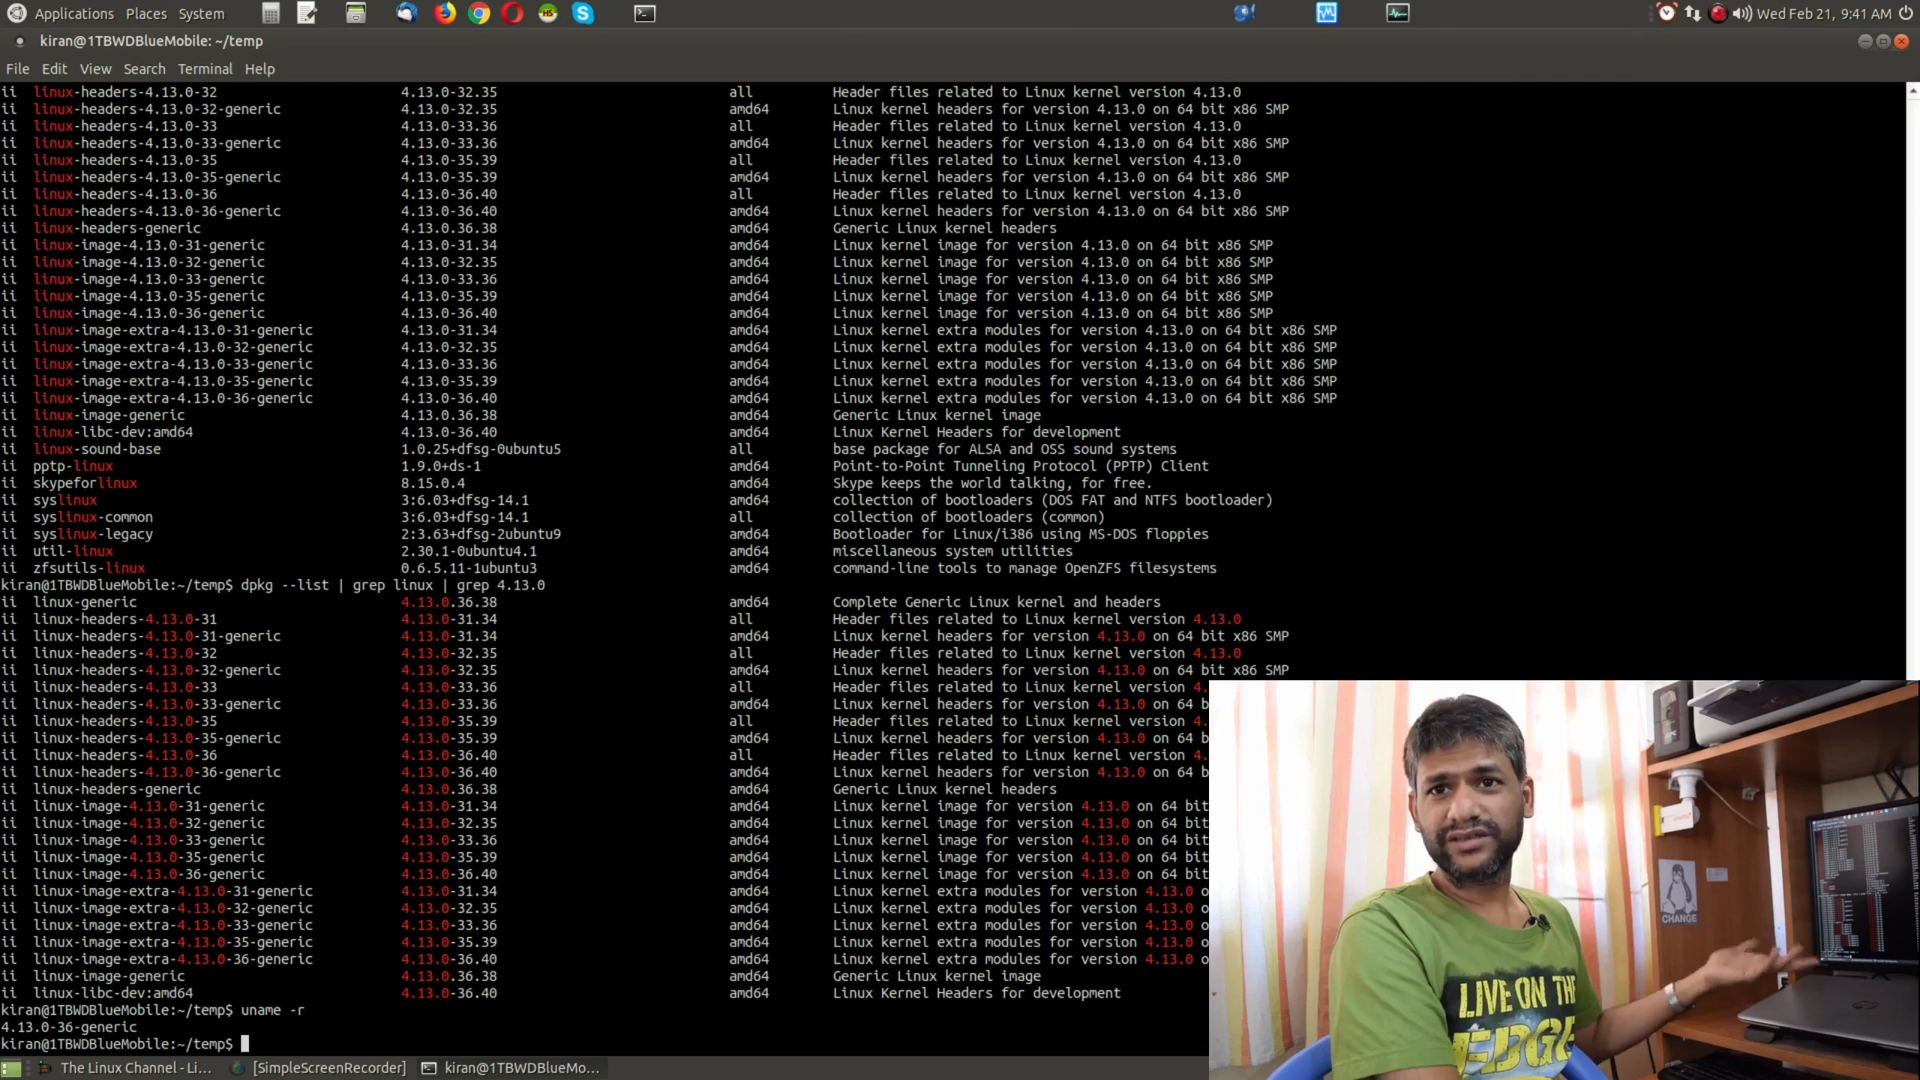 Applications Places System
Wed Feb 21, 9:41 AM
kiran@1TBWDBlueMobile: ~/temp
File Edit View Search Terminal Help
ii linux-headers-4.13.0-32 4.13.0-32.35 all Header files related to Linux kernel version 4.13.0
ii linux-headers-4.13.0-32-generic 4.13.0-32.35 amd64 Linux kernel headers for version 4.13.0 on 64 bit x86 SMP
ii linux-headers-4.13.0-33 4.13.0-33.36 all Header files related to Linux kernel version 4.13.0
ii linux-headers-4.13.0-33-generic 4.13.0-33.36 amd64 Linux kernel headers for version 4.13.0 on 64 bit x86 SMP
ii linux-headers-4.13.0-35 4.13.0-35.39 all Header files related to Linux kernel version 4.13.0
ii linux-headers-4.13.0-35-generic 4.13.0-35.39 amd64 Linux kernel headers for version 4.13.0 on 64 bit x86 SMP
ii linux-headers-4.13.0-36 4.13.0-36.40 all Header files related to Linux kernel version 4.13.0
ii linux-headers-4.13.0-36-generic 4.13.0-36.40 amd64 Linux kernel headers for version 4.13.0 on 64 bit x86 SMP
ii linux-headers-generic 4.13.0.36.38 amd64 Generic Linux kernel headers
ii linux-image-4.13.0-31-generic 4.13.0-31.34 amd64 Linux kernel image for version 4.13.0 on 64 bit x86 SMP
ii linux-image-4.13.0-32-generic 4.13.0-32.35 amd64 Linux kernel image for version 4.13.0 on 64 bit x86 SMP
ii linux-image-4.13.0-33-generic 4.13.0-33.36 amd64 Linux kernel image for version 4.13.0 on 64 bit x86 SMP
ii linux-image-4.13.0-35-generic 4.13.0-35.39 amd64 Linux kernel image for version 4.13.0 on 64 bit x86 SMP
ii linux-image-4.13.0-36-generic 4.13.0-36.40 amd64 Linux kernel image for version 4.13.0 on 64 bit x86 SMP
ii linux-image-extra-4.13.0-31-generic 4.13.0-31.34 amd64 Linux kernel extra modules for version 4.13.0 on 64 bit x86 SMP
ii linux-image-extra-4.13.0-32-generic 4.13.0-32.35 amd64 Linux kernel extra modules for version 4.13.0 on 64 bit x86 SMP
ii linux-image-extra-4.13.0-33-generic 4.13.0-33.36 amd64 Linux kernel extra modules for version 4.13.0 on 64 bit x86 SMP
ii linux-image-extra-4.13.0-35-generic 4.13.0-35.39 amd64 Linux kernel extra modules for version 4.13.0 on 64 bit x86 SMP
ii linux-image-extra-4.13.0-36-generic 4.13.0-36.40 amd64 Linux kernel extra modules for version 4.13.0 on 64 bit x86 SMP
ii linux-image-generic 4.13.0.36.38 amd64 Generic Linux kernel image
ii linux-libc-dev:amd64 4.13.0-36.40 amd64 Linux Kernel Headers for development
ii linux-sound-base 1.0.25+dfsg-0ubuntu5 all base package for ALSA and OSS sound systems
ii pptp-linux 1.9.0+ds-1 amd64 Point-to-Point Tunneling Protocol (PPTP) Client
ii skypeforlinux 8.15.0.4 amd64 Skype keeps the world talking, for free.
ii syslinux 3:6.03+dfsg-14.1 amd64 collection of bootloaders (DOS FAT and NTFS bootloader)
ii syslinux-common 3:6.03+dfsg-14.1 all collection of bootloaders (common)
ii syslinux-legacy 2:3.63+dfsg-2ubuntu9 amd64 Bootloader for Linux/i386 using MS-DOS floppies
ii util-linux 2.30.1-0ubuntu4.1 amd64 miscellaneous system utilities
ii zfsutils-linux 0.6.5.11-1ubuntu3 amd64 command-line tools to manage OpenZFS filesystems
kiran@1TBWDBlueMobile:~/temp$ dpkg --list | grep linux | grep 4.13.0
ii linux-generic 4.13.0.36.38 amd64 Complete Generic Linux kernel and headers
ii linux-headers-4.13.0-31 4.13.0-31.34 all Header files related to Linux kernel version 4.13.0
ii linux-headers-4.13.0-31-generic 4.13.0-31.34 amd64 Linux kernel headers for version 4.13.0 on 64 bit x86 SMP
ii linux-headers-4.13.0-32 4.13.0-32.35 all Header files related to Linux kernel version 4.13.0
ii linux-headers-4.13.0-32-generic 4.13.0-32.35 amd64 Linux kernel headers for version 4.13.0 on 64 bit x86 SMP
ii linux-headers-4.13.0-33 4.13.0-33.36 all Header files related to Linux kernel version 4.
ii linux-headers-4.13.0-33-generic 4.13.0-33.36 amd64 Linux kernel headers for version 4.13.0 on 64 b
ii linux-headers-4.13.0-35 4.13.0-35.39 all Header files related to Linux kernel version 4.
ii linux-headers-4.13.0-35-generic 4.13.0-35.39 amd64 Linux kernel headers for version 4.13.0 on 64 b
ii linux-headers-4.13.0-36 4.13.0-36.40 all Header files related to Linux kernel version 4.
ii linux-headers-4.13.0-36-generic 4.13.0-36.40 amd64 Linux kernel headers for version 4.13.0 on 64 b
ii linux-headers-generic 4.13.0.36.38 amd64 Generic Linux kernel headers
ii linux-image-4.13.0-31-generic 4.13.0-31.34 amd64 Linux kernel image for version 4.13.0 on 64 bit
ii linux-image-4.13.0-32-generic 4.13.0-32.35 amd64 Linux kernel image for version 4.13.0 on 64 bit
ii linux-image-4.13.0-33-generic 4.13.0-33.36 amd64 Linux kernel image for version 4.13.0 on 64 bit
ii linux-image-4.13.0-35-generic 4.13.0-35.39 amd64 Linux kernel image for version 4.13.0 on 64 bit
ii linux-image-4.13.0-36-generic 4.13.0-36.40 amd64 Linux kernel image for version 4.13.0 on 64 bit
ii linux-image-extra-4.13.0-31-generic 4.13.0-31.34 amd64 Linux kernel extra modules for version 4.13.0 o
ii linux-image-extra-4.13.0-32-generic 4.13.0-32.35 amd64 Linux kernel extra modules for version 4.13.0 o
ii linux-image-extra-4.13.0-33-generic 4.13.0-33.36 amd64 Linux kernel extra modules for version 4.13.0 o
ii linux-image-extra-4.13.0-35-generic 4.13.0-35.39 amd64 Linux kernel extra modules for version 4.13.0 o
ii linux-image-extra-4.13.0-36-generic 4.13.0-36.40 amd64 Linux kernel extra modules for version 4.13.0 o
ii linux-image-generic 4.13.0.36.38 amd64 Generic Linux kernel image
ii linux-libc-dev:amd64 4.13.0-36.40 amd64 Linux Kernel Headers for development
kiran@1TBWDBlueMobile:~/temp$ uname -r
4.13.0-36-generic
kiran@1TBWDBlueMobile:~/temp$
CHANGE
LIVE ON THE
EDGE
The Linux Channel - Li... [SimpleScreenRecorder] kiran@1TBWDBlueMo...